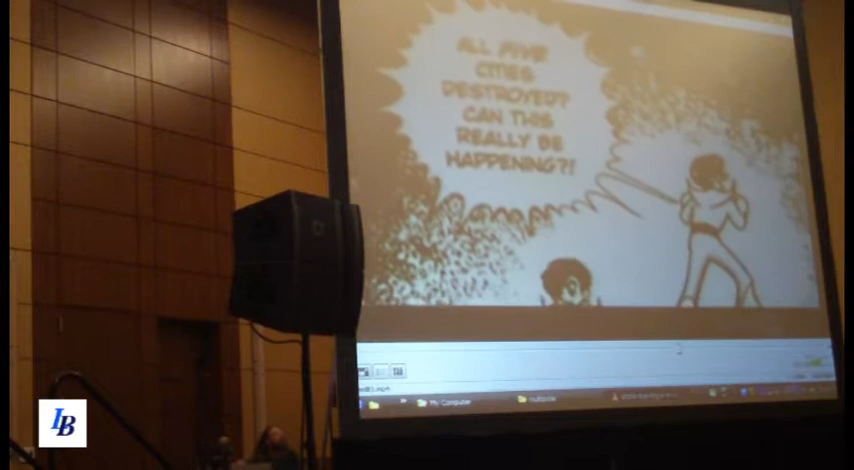 ALL FIVE
CITIES
DESTROYED?
CAN THIS
REALLY BE
HAPPENING?!
My Computer
IB